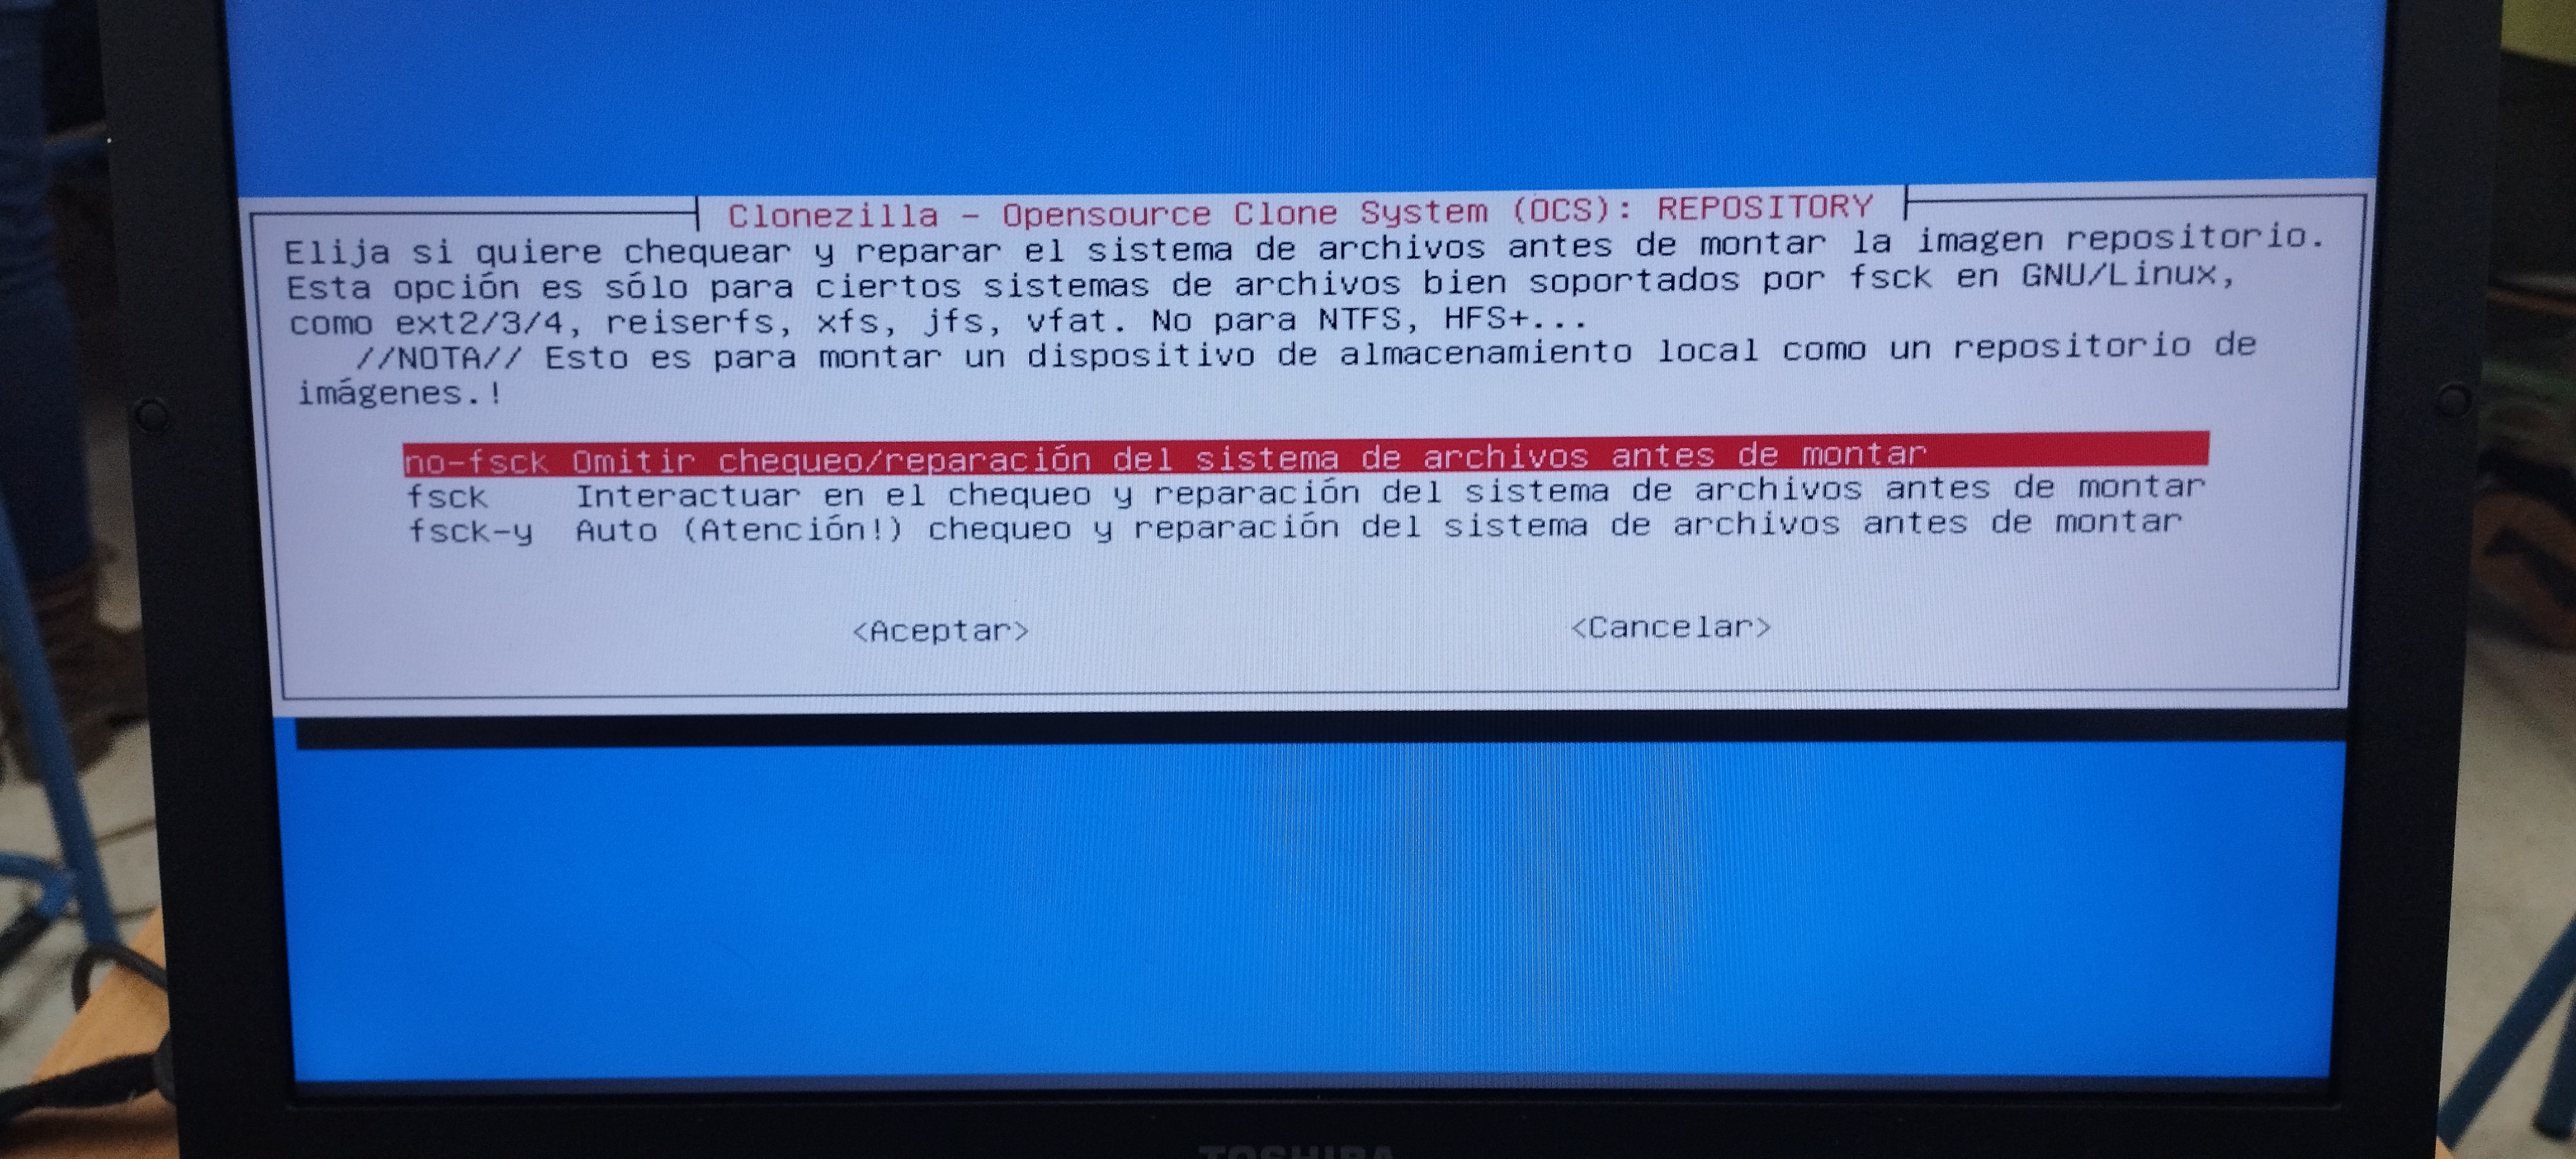 Clonezilla - Opensource Clone System (OCS): REPOSITORY
Elija si quiere chequear y reparar el sistema de archivos antes de montar la imagen repositorio.
Esta opción es sólo para ciertos sistemas de archivos bien soportados por fsck en GNU/Linux,
como ext2/3/4, reiserfs, xfs, jfs, vfat. No para NTFS, HFS+...
//NOTA// Esto es para montar un dispositivo de almacenamiento local como un repositorio de
imágenes.!
no-fsck Omitir chequeo/reparación del sistema de archivos antes de montar
fsck Interactuar en el chequeo y reparación del sistema de archivos antes de montar
fsck-y Auto (Atención!) chequeo y reparación del sistema de archivos antes de montar
<Aceptar> <Cancelar>
TOSHIBA